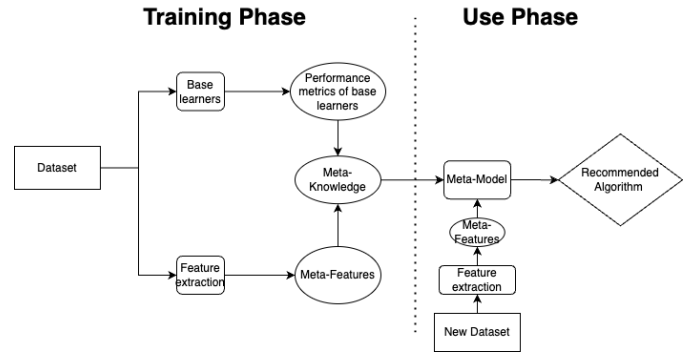 Training Phase
Use Phase
Base
learners
Performance
metrics of base
learners
Dataset
Meta-
Knowledge
Meta-Model
Recommended
Algorithm
Meta-
Features
Feature
extraction
Meta-Features
Feature
extraction
New Dataset